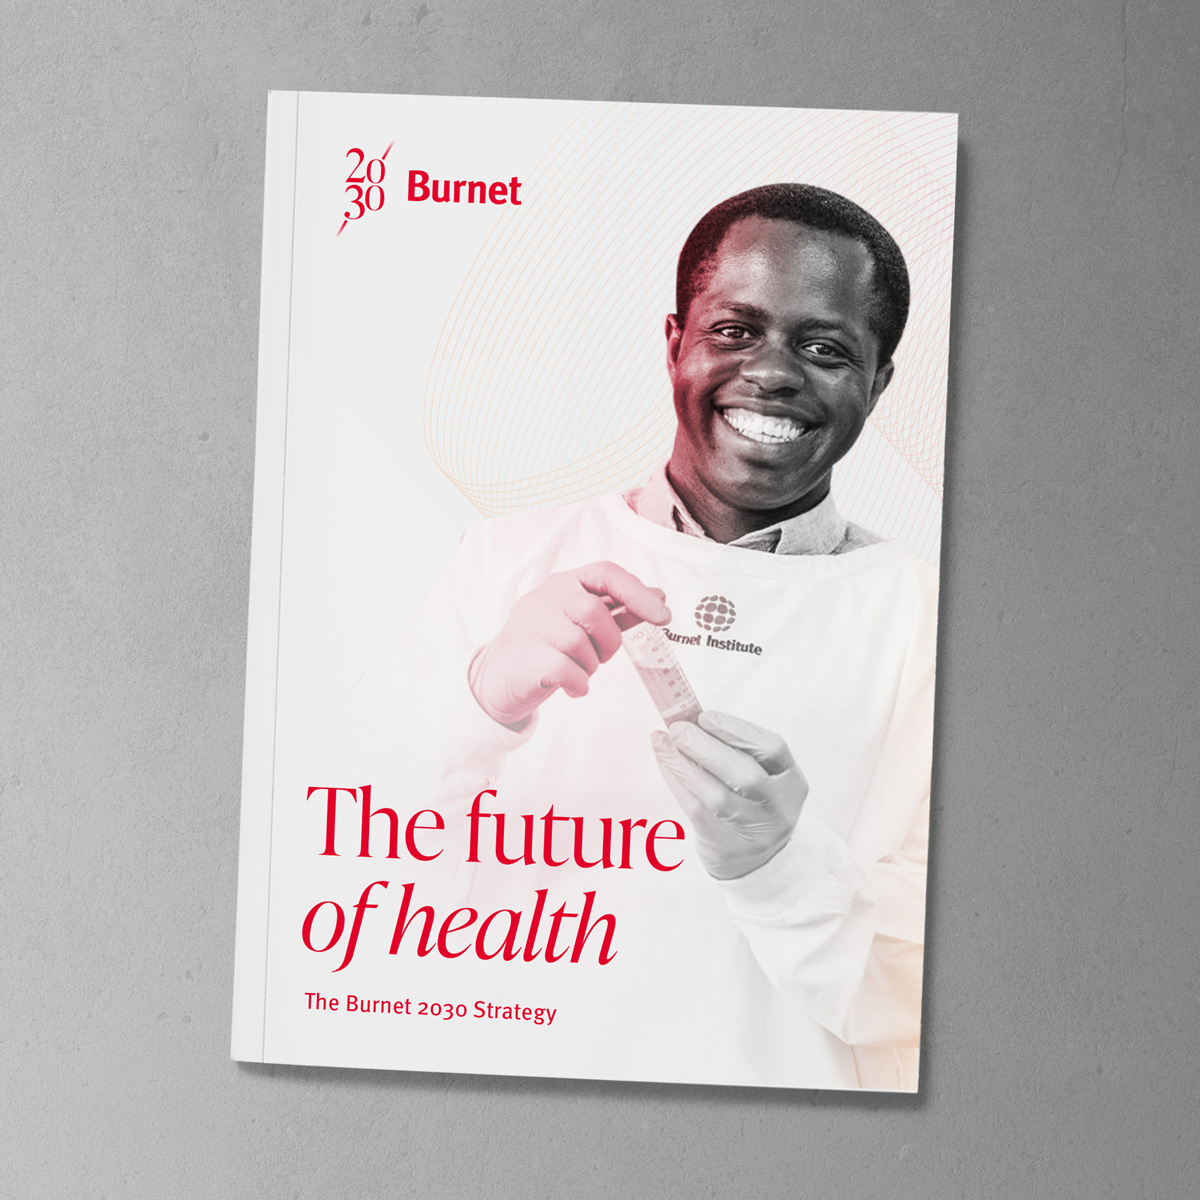 20
30
Burnet
Burnet Institute
The future
of health
The Burnet 2030 Strategy